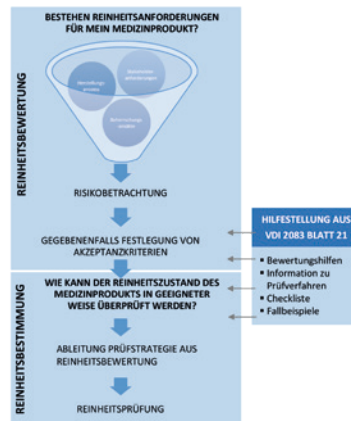 BESTEHEN REINHEITSANFORDERUNGEN
FÜR MEIN MEDIZINPRODUKT?
REINHEITSBEWERTUNG
RISIKOBETRACHTUNG
GEGEBENENFALLS FESTLEGUNG VON
AKZEPTANZKRITERIEN
HILFESTELLUNG AUS
VDI 2083 BLATT 21
▪ Bewertungshilfen
▪ Information zu
Prüfverfahren
▪ Checkliste
▪ Fallbeispiele
REINHEITSBESTIMMUNG
WIE KANN DER REINHEITSZUSTAND DES
MEDIZINPRODUKTS IN GEEIGNETER
WEISE ÜBERPRÜFT WERDEN?
ABLEITUNG PRÜFSTRATEGIE AUS
REINHEITSBEWERTUNG
REINHEITSPRÜFUNG